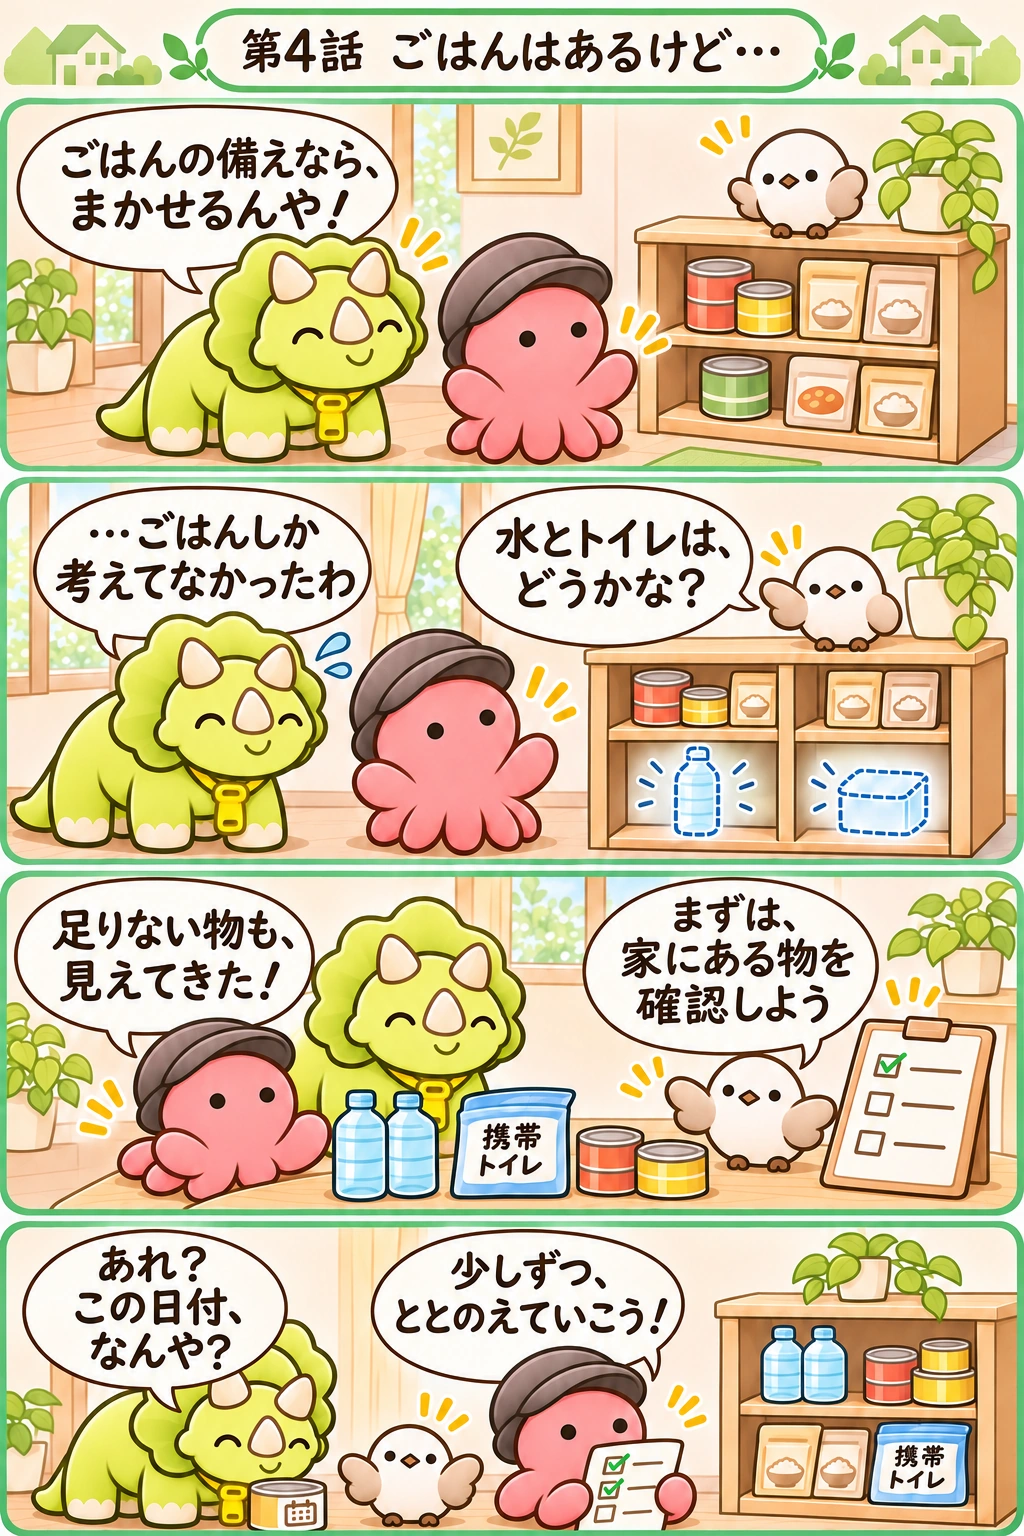 第4話 ごはんはあるけど…
ごはんの備えなら、
まかせるんや！
…ごはんしか
考えてなかったわ
水とトイレは、
どうかな？
足りない物も、
見えてきた！
まずは、
家にある物を
確認しよう
携帯
トイレ
あれ？
この日付、
なんや？
少しずつ、
ととのえていこう！
携帯
トイレ